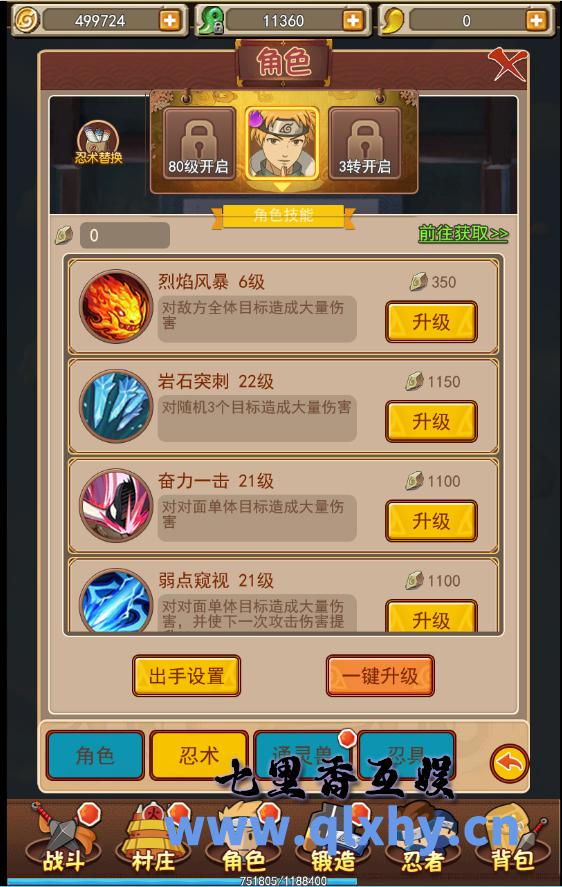 499724
11360
0
角色
忍术替换
80级开启
3转开启
角色技能
0
前往获取>>
烈焰风暴 6级
350
对敌方全体目标造成大量伤
害
升级
岩石突刺 22级
1150
对随机3个目标造成大量伤害
升级
奋力一击 21级
1100
对对面单体目标造成大量伤
害
升级
弱点窥视 21级
1100
对对面单体目标造成大量伤
害，并使下一次攻击伤害提
升级
出手设置
一键升级
角色
忍术
通灵兽
忍具
七里香互娱
www.qlxhy.cn
战斗
村庄
角色
锻造
忍者
背包
751805/1188400